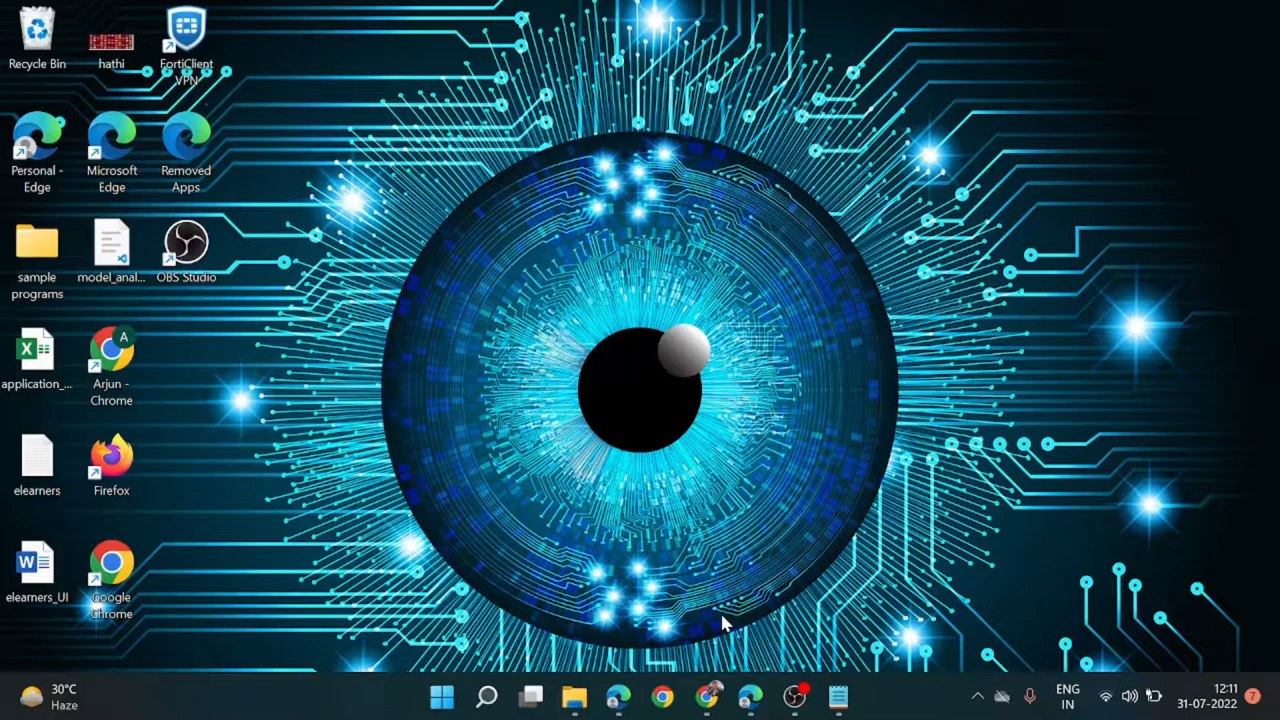 Recycle Bin
hathi
FortiClient
VPN
Personal -
Edge
Microsoft
Edge
Removed
Apps
sample
programs
model_anal...
OBS Studio
application_...
A
Arjun -
Chrome
elearners
Firefox
elearners_UI
Google
Chrome
30°C
Haze
ENG
IN
12:11
31-07-2022
7